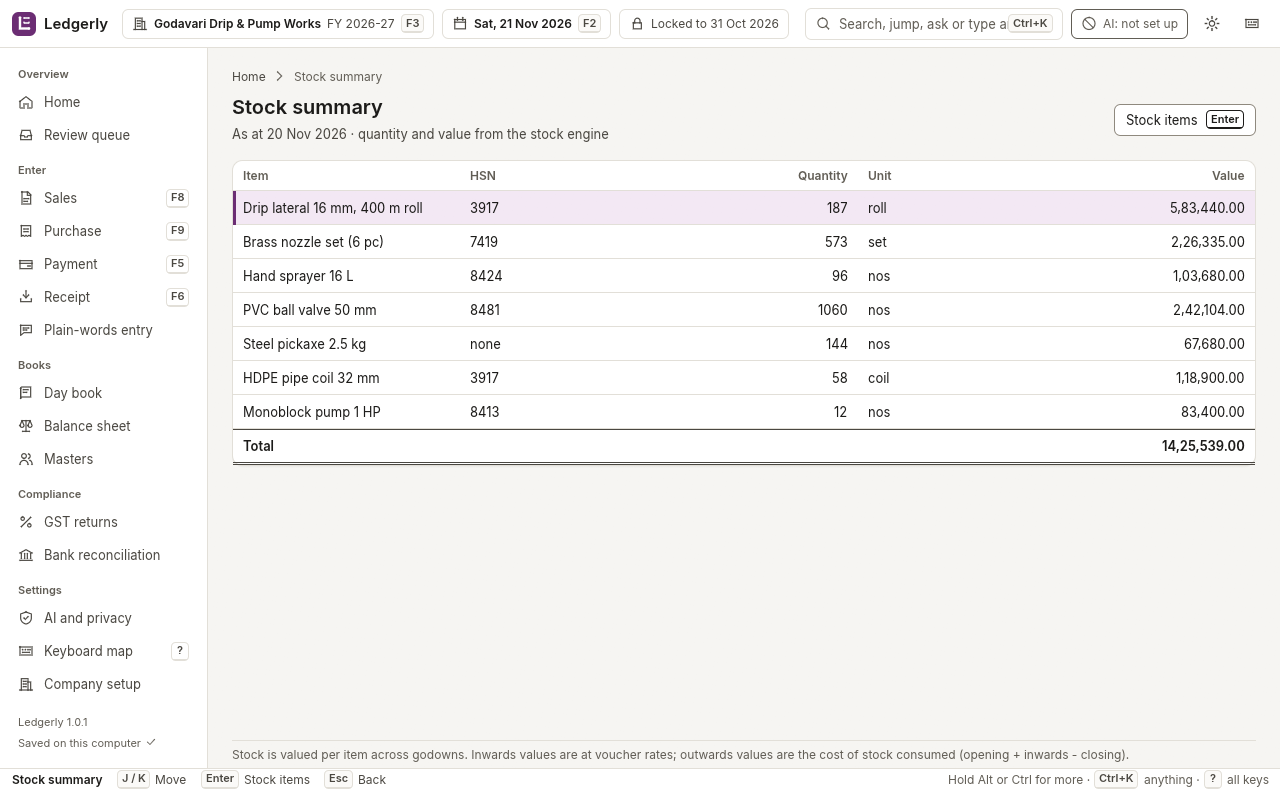 Ledgerly
Godavari Drip & Pump Works FY 2026-27 F3
Sat, 21 Nov 2026 F2
Locked to 31 Oct 2026
Search, jump, ask or type a Ctrl+K
AI: not set up
Overview
Home
Review queue
Enter
Sales F8
Purchase F9
Payment F5
Receipt F6
Plain-words entry
Books
Day book
Balance sheet
Masters
Compliance
GST returns
Bank reconciliation
Settings
AI and privacy
Keyboard map ?
Company setup
Ledgerly 1.0.1
Saved on this computer
Home Stock summary
Stock summary
As at 20 Nov 2026 · quantity and value from the stock engine
Stock items Enter
Item HSN Quantity Unit Value
Drip lateral 16 mm, 400 m roll 3917 187 roll 5,83,440.00
Brass nozzle set (6 pc) 7419 573 set 2,26,335.00
Hand sprayer 16 L 8424 96 nos 1,03,680.00
PVC ball valve 50 mm 8481 1060 nos 2,42,104.00
Steel pickaxe 2.5 kg none 144 nos 67,680.00
HDPE pipe coil 32 mm 3917 58 coil 1,18,900.00
Monoblock pump 1 HP 8413 12 nos 83,400.00
Total 14,25,539.00
Stock is valued per item across godowns. Inwards values are at voucher rates; outwards values are the cost of stock consumed (opening + inwards - closing).
Stock summary J / K Move Enter Stock items Esc Back
Hold Alt or Ctrl for more · Ctrl+K anything · ? all keys